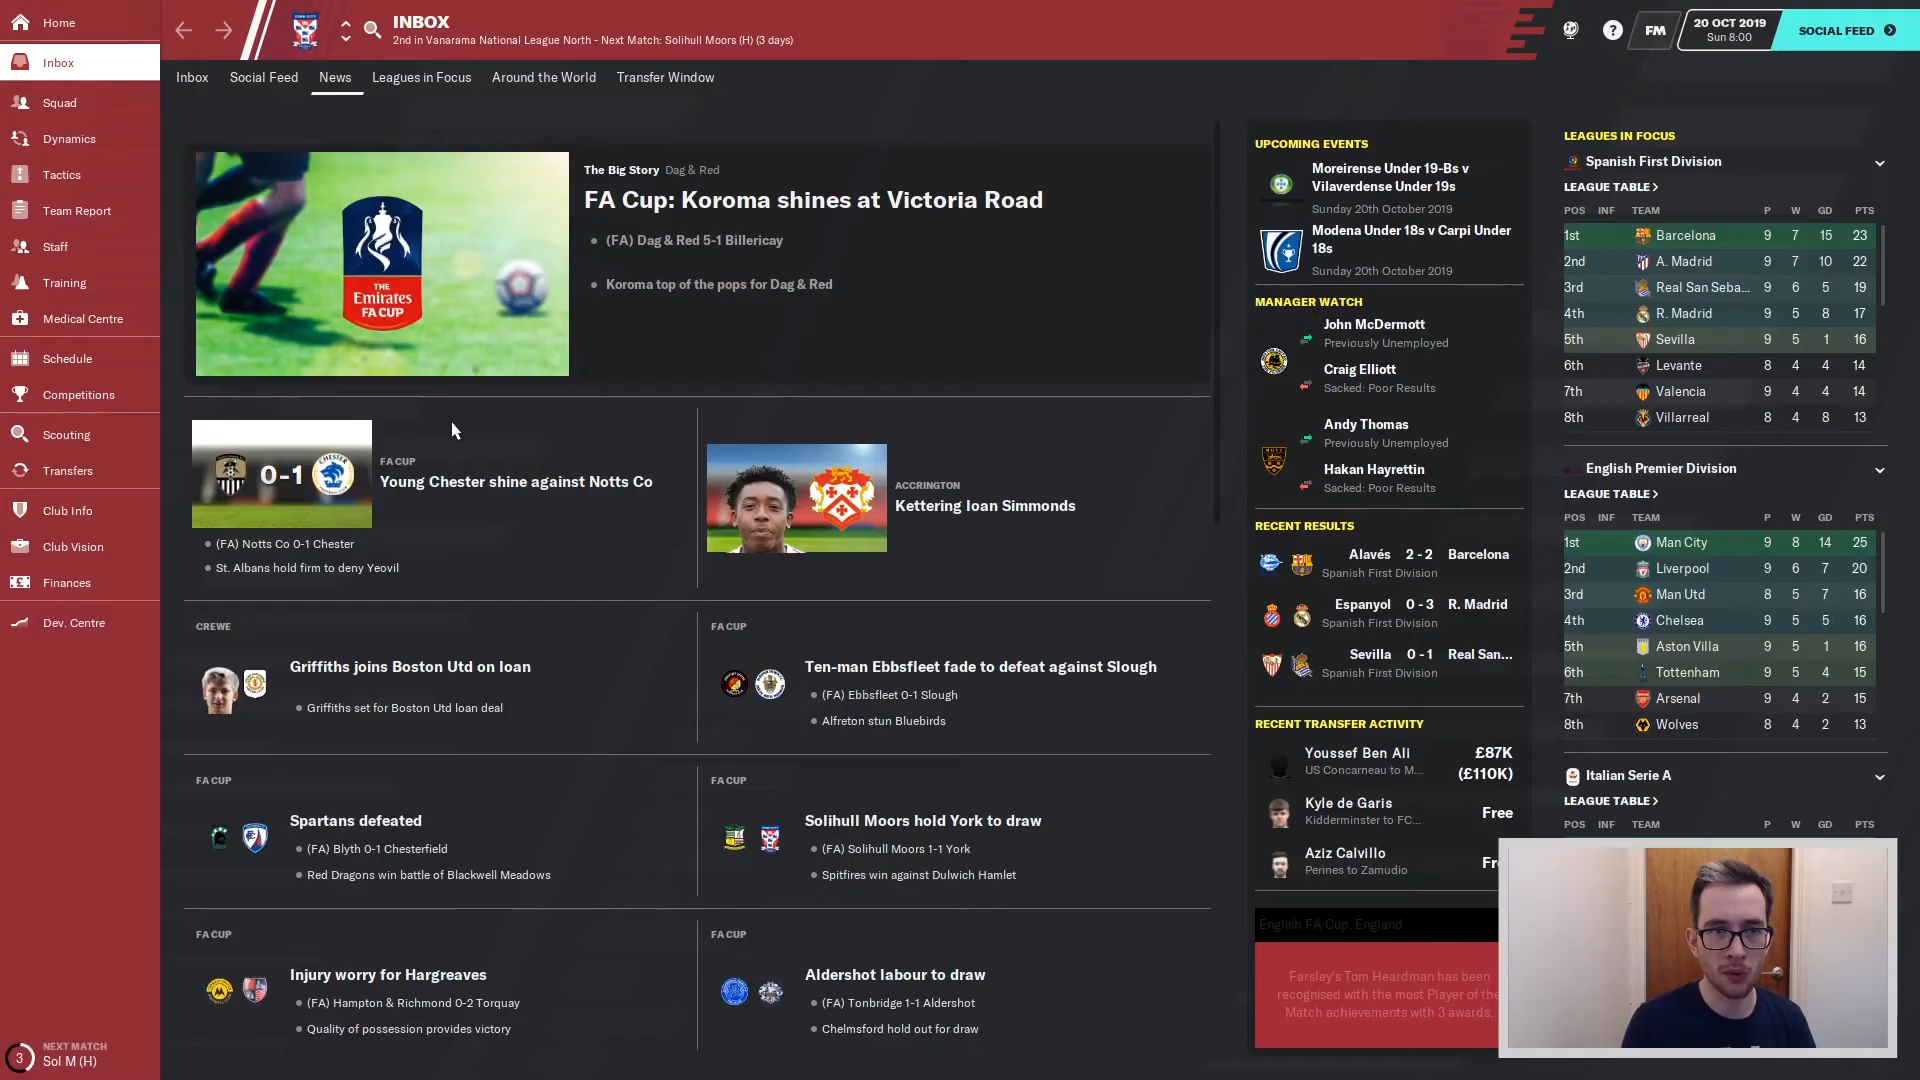 Home
Inbox
Squad
Dynamics
Tactics
Team Report
Staff
Training
Medical Centre
Schedule
Competitions
Scouting
Transfers
Club Info
Club Vision
Finances
Dev. Centre
3
NEXT MATCH
Sol M (H)
INBOX
2nd in Vanarama National League North - Next Match: Solihull Moors (H) (3 days)
?
FM
20 OCT 2019
Sun 8:00
SOCIAL FEED
Inbox Social Feed News Leagues in Focus Around the World Transfer Window
THE
Emirates
FA CUP
The Big Story Dag & Red
FA Cup: Koroma shines at Victoria Road
(FA) Dag & Red 5-1 Billericay
Koroma top of the pops for Dag & Red
0-1
FA CUP
Young Chester shine against Notts Co
(FA) Notts Co 0-1 Chester
St. Albans hold firm to deny Yeovil
ACCRINGTON
Kettering loan Simmonds
CREWE
Griffiths joins Boston Utd on loan
Griffiths set for Boston Utd loan deal
FA CUP
Ten-man Ebbsfleet fade to defeat against Slough
(FA) Ebbsfleet 0-1 Slough
Alfreton stun Bluebirds
FA CUP
Spartans defeated
(FA) Blyth 0-1 Chesterfield
Red Dragons win battle of Blackwell Meadows
FA CUP
Solihull Moors hold York to draw
(FA) Solihull Moors 1-1 York
Spitfires win against Dulwich Hamlet
FA CUP
Injury worry for Hargreaves
(FA) Hampton & Richmond 0-2 Torquay
Quality of possession provides victory
FA CUP
Aldershot labour to draw
(FA) Tonbridge 1-1 Aldershot
Chelmsford hold out for draw
UPCOMING EVENTS
Moreirense Under 19-Bs v
Vilaverdense Under 19s
Sunday 20th October 2019
Modena Under 18s v Carpi Under
18s
Sunday 20th October 2019
MANAGER WATCH
John McDermott
Previously Unemployed
Craig Elliott
Sacked: Poor Results
Andy Thomas
Previously Unemployed
Hakan Hayrettin
Sacked: Poor Results
RECENT RESULTS
Alavés 2 - 2 Barcelona
Spanish First Division
Espanyol 0 - 3 R. Madrid
Spanish First Division
Sevilla 0 - 1 Real San...
Spanish First Division
RECENT TRANSFER ACTIVITY
Youssef Ben Ali £87K
US Concarneau to M... (£110K)
Kyle de Garis
Kidderminster to FC... Free
Aziz Calvillo
Perines to Zamudio Fr
English FA Cup, England
Farsley's Tom Heardman has been
recognised with the most Player of the
Match achievements with 3 awards.
LEAGUES IN FOCUS
Spanish First Division
LEAGUE TABLE
POS INF TEAM P W GD PTS
1st Barcelona 9 7 15 23
2nd A. Madrid 9 7 10 22
3rd Real San Seba... 9 6 5 19
4th R. Madrid 9 5 8 17
5th Sevilla 9 5 1 16
6th Levante 8 4 4 14
7th Valencia 9 4 4 14
8th Villarreal 8 4 8 13
English Premier Division
LEAGUE TABLE
POS INF TEAM P W GD PTS
1st Man City 9 8 14 25
2nd Liverpool 9 6 7 20
3rd Man Utd 8 5 7 16
4th Chelsea 9 5 5 16
5th Aston Villa 9 5 1 16
6th Tottenham 9 5 4 15
7th Arsenal 9 4 2 15
8th Wolves 8 4 2 13
Italian Serie A
LEAGUE TABLE
POS INF TEAM P W GD PTS